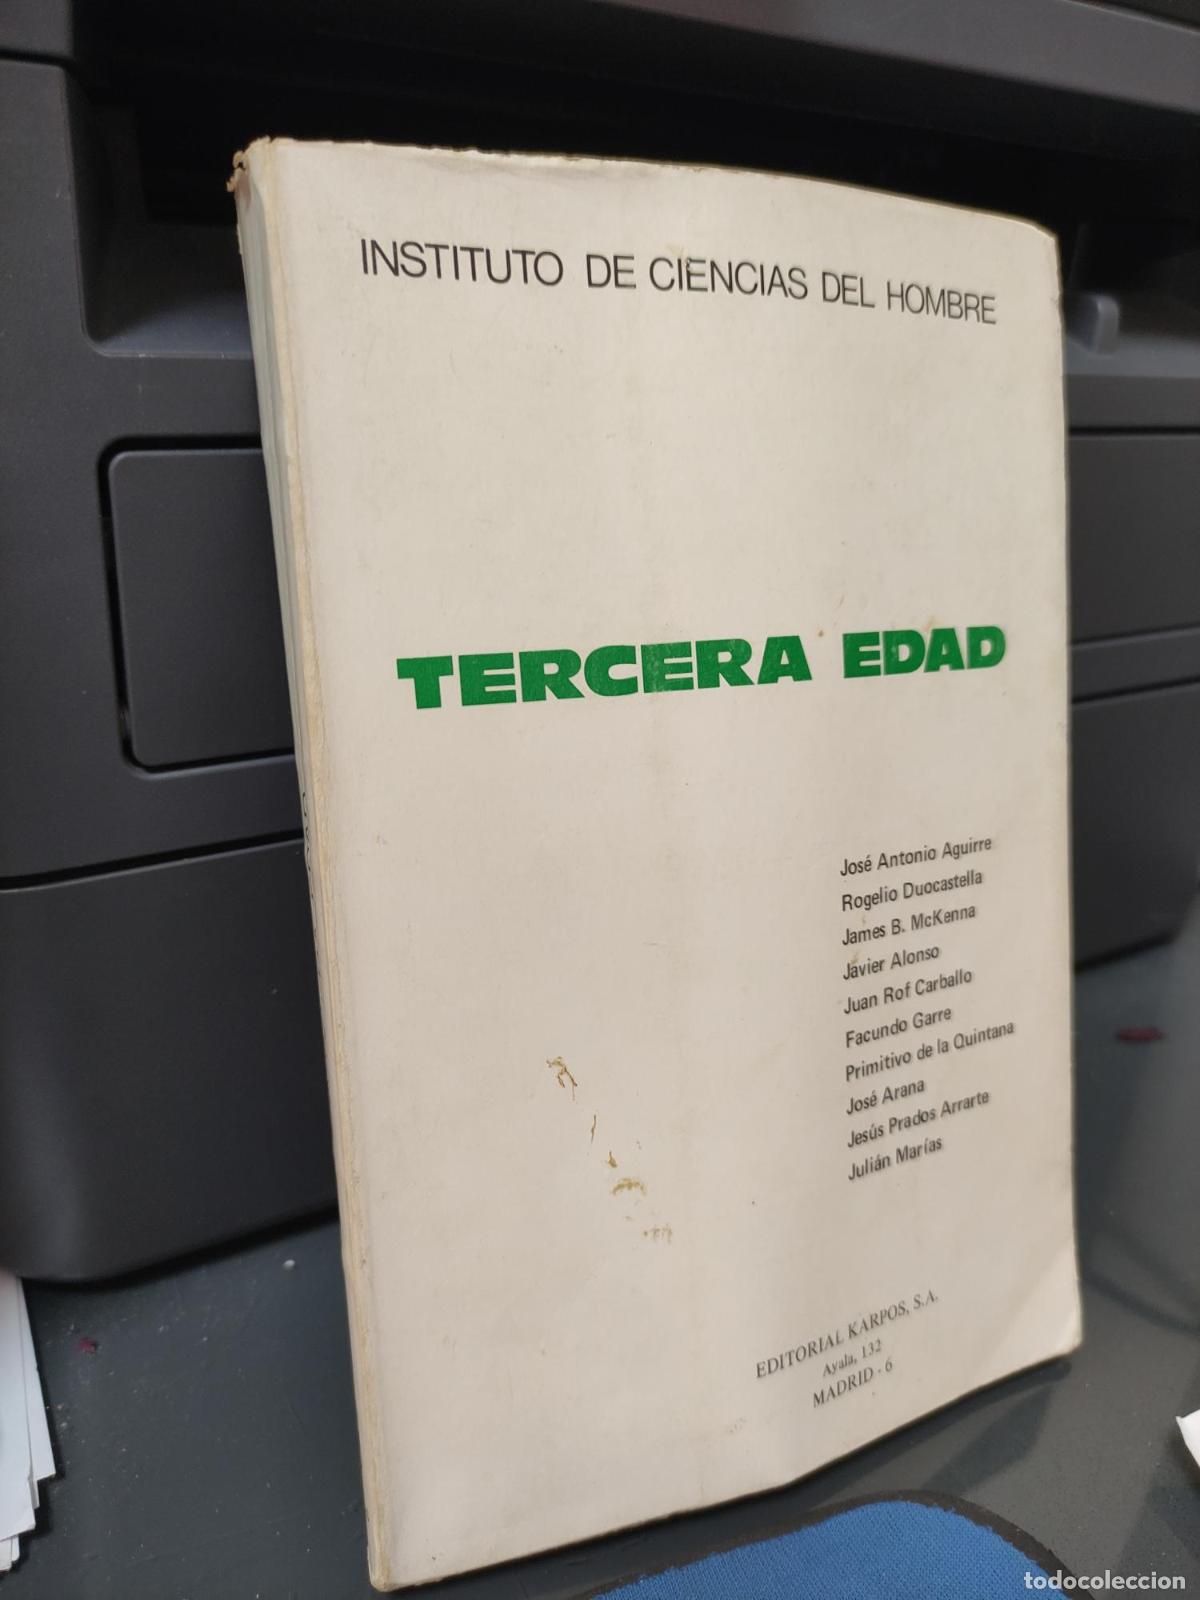 INSTITUTO DE CIENCIAS DEL HOMBRE
TERCERA EDAD
José Antonio Aguirre
Rogelio Duocastella
James B. McKenna
Javier Alonso
Juan Rof Carballo
Facundo Garre
Primitivo de la Quintana
José Arana
Jesús Prados Arrarte
Julián Marías
EDITORIAL KARPOS, S.A.
Ayala, 132
MADRID - 6
todocoleccion